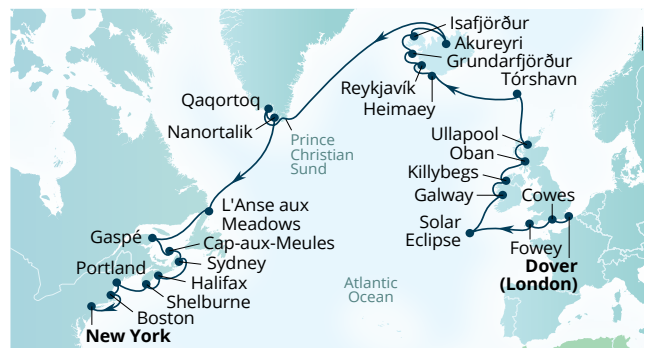 Isafjörður
Akureyri
Grundarfjörður
Tórshavn
Reykjavík
Heimaey
Qaqortoq
Nanortalik
Prince
Christian
Sund
Ullapool
Oban
Killybegs
Galway
Cowes
L'Anse aux
Meadows
Solar
Eclipse
Fowey
Dover
(London)
Gaspé
Cap-aux-Meules
Sydney
Portland
Halifax
Shelburne
Boston
New York
Atlantic
Ocean